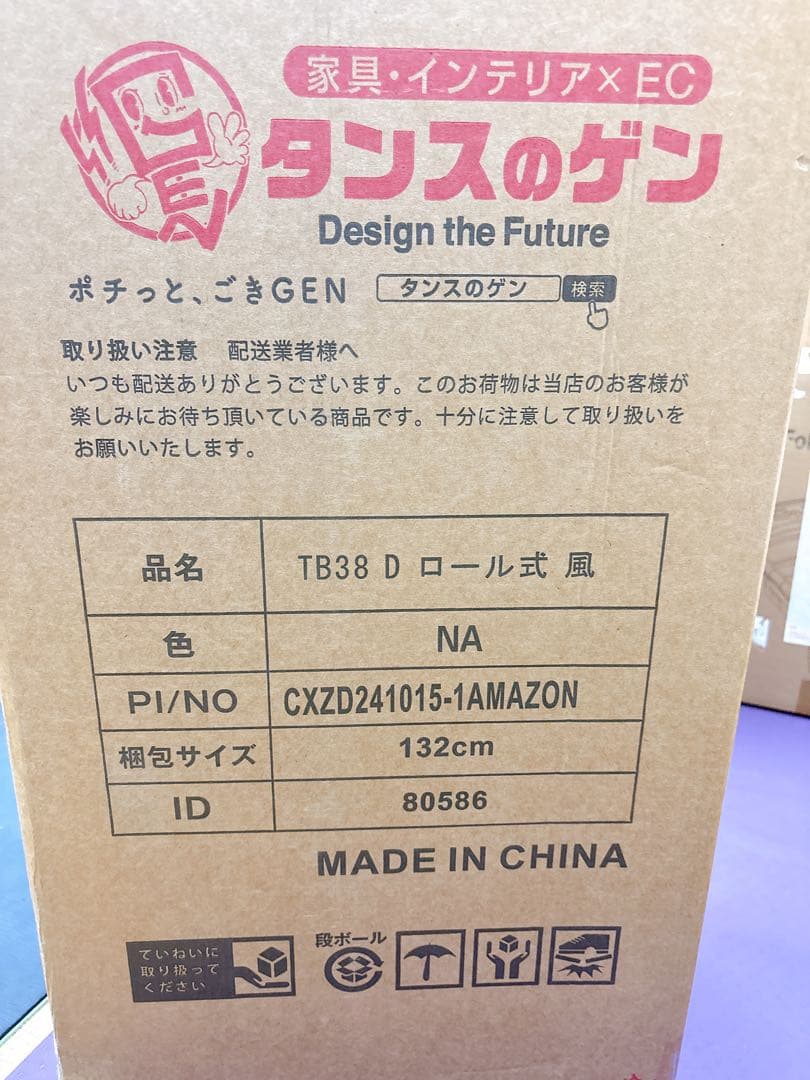 GEN
家具・インテリア×EC
タンスのゲン
Design the Future
ポチっと、ごきGEN タンスのゲン 検索
取り扱い注意 配送業者様へ
いつも配送ありがとうございます。このお荷物は当店のお客様が
楽しみにお待ち頂いている商品です。十分に注意して取り扱いを
お願いいたします。
品名 TB38 D ロール式 風
色 NA
PI/NO CXZD241015-1AMAZON
梱包サイズ 132cm
ID 80586
MADE IN CHINA
ていねいに
取り扱って
ください
段ボール